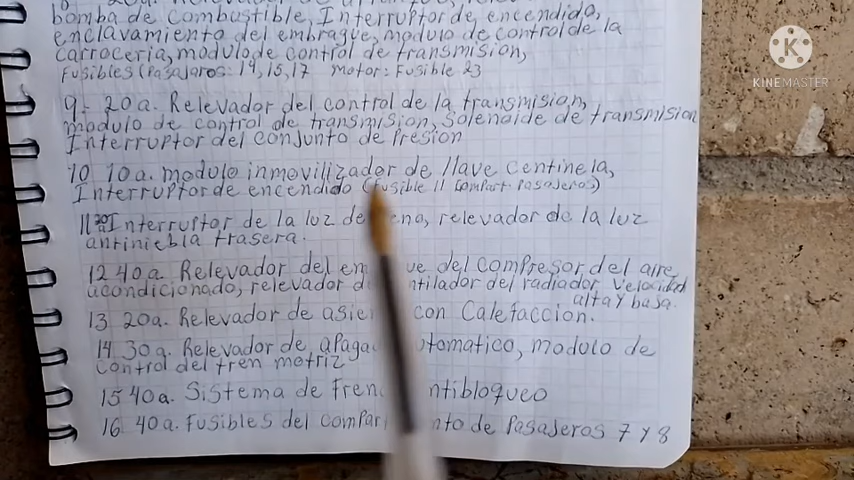 bomba de combustible, Interruptor de encendido,
enclavamiento del embrague, modulo de control de la
carroceria, modulo de control de transmision,
Fusibles (Pasajeros: 14, 15, 17 Motor: Fusible 23
9- 20a. Relevador del control de la transmision,
modulo de control de transmision, Solenoide de transmision
Interruptor del conjunto de Presion
10 10a. modulo inmovilizador de llave Centinela,
Interruptor de encendido (fusible 11 Compart. Pasajeros)
11 Interruptor de la luz de freno, relevador de la luz
antiniebla trasera.
12 40a. Relevador del del compresor del aire
acondicionado, relevador del radiador velocidad
alta y baja.
13 20a. Relevador de con Calefaccion.
14 30a. Relevador de modulo de
control del tren motriz
15 40a. Sistema de
16 40a. Fusibles del de Pasajeros 7 y 8
K
KINEMASTER